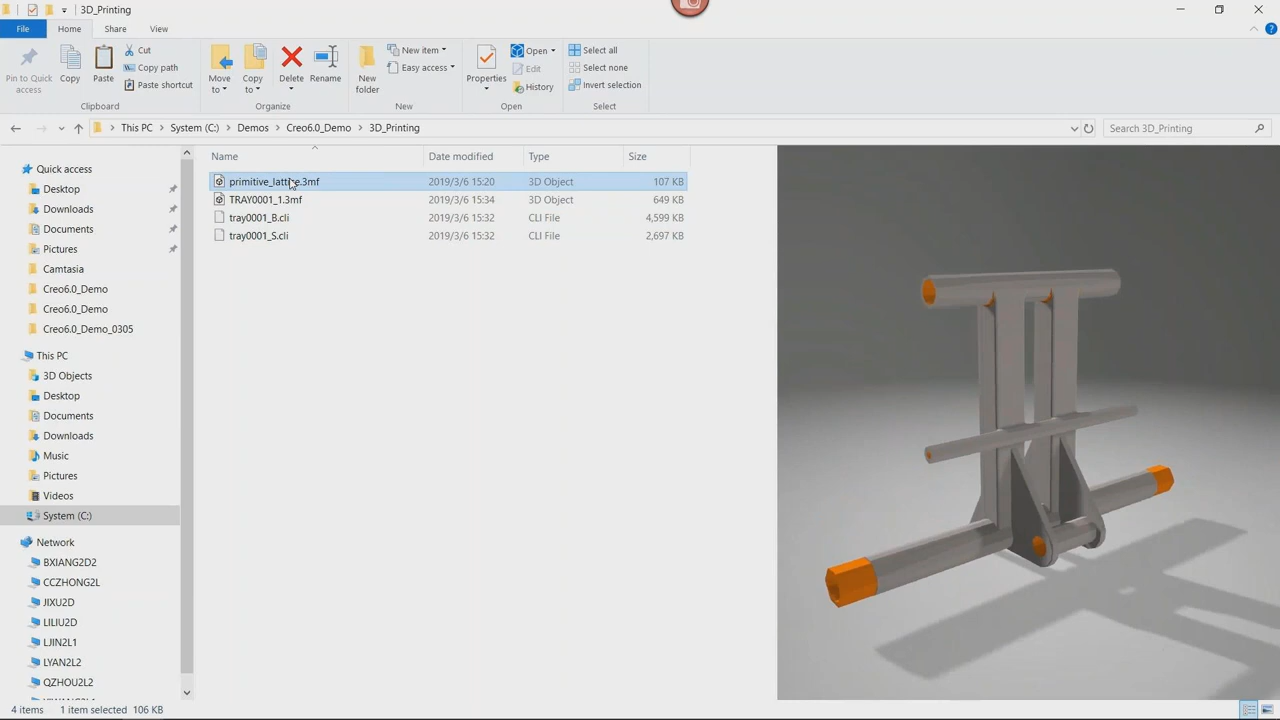 3D_Printing
File
Home
Share
View
Pin to Quick access
Copy
Paste
Cut
Copy path
Paste shortcut
Clipboard
Move to
Copy to
Delete
Rename
Organize
New folder
New item
Easy access
New
Properties
Open
Edit
History
Open
Select all
Select none
Invert selection
Select
This PC
System (C:)
Demos
Creo6.0_Demo
3D_Printing
Search 3D_Printing
Quick access
Desktop
Downloads
Documents
Pictures
Camtasia
Creo6.0_Demo
Creo6.0_Demo
Creo6.0_Demo_0305
This PC
3D Objects
Desktop
Documents
Downloads
Music
Pictures
Videos
System (C:)
Network
BXIANG2D2
CCZHONG2L
JIXU2D
LILIU2D
LJIN2L1
LYAN2L2
QZHOU2L2
Name Date modified Type Size
primitive_lattice.3mf 2019/3/6 15:20 3D Object 107 KB
TRAY0001_1.3mf 2019/3/6 15:34 3D Object 649 KB
tray0001_B.cli 2019/3/6 15:32 CLI File 4,599 KB
tray0001_S.cli 2019/3/6 15:32 CLI File 2,697 KB
4 items 1 item selected 106 KB